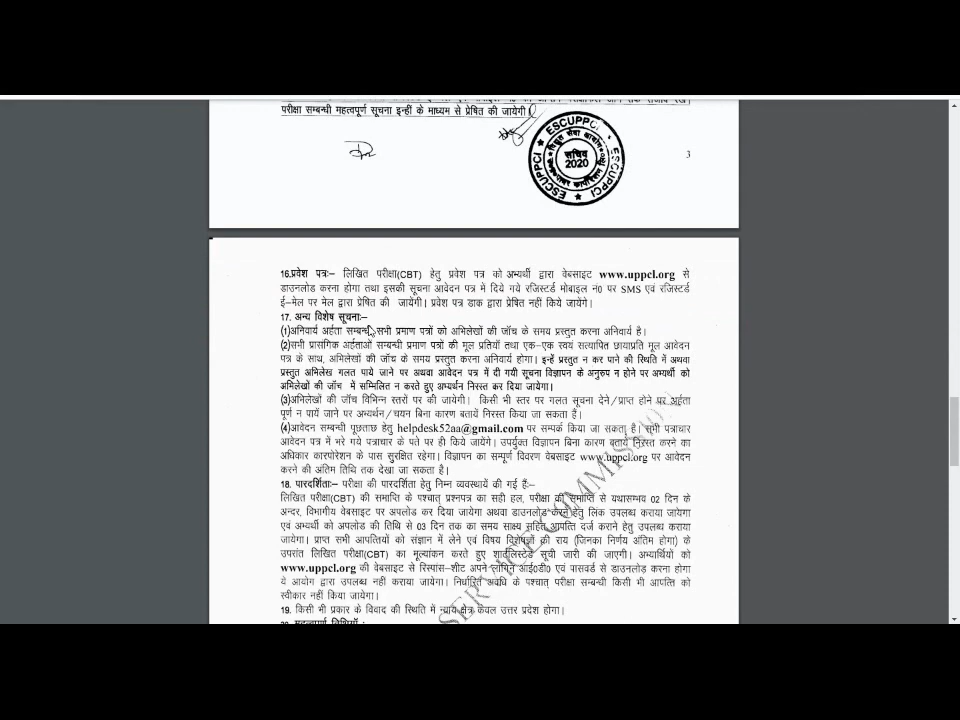 परीक्षा सम्बन्धी महत्वपूर्ण सूचना इन्हीं के माध्यम से प्रेषित की जायेगी।
ESCUPPCl ★ ESCUPPCl ★ ESCUPPCl ★
सचिव
2020
3
16.प्रवेश पत्रः– लिखित परीक्षा(CBT) हेतु प्रवेश पत्र को अभ्यर्थी द्वारा वेबसाइट www.uppcl.org से
डाउनलोड करना होगा तथा इसकी सूचना आवेदन पत्र में दिये गये रजिस्टर्ड मोबाइल नं0 पर SMS एवं रजिस्टर्ड
ई–मेल पर मेल द्वारा प्रेषित की जायेगी। प्रवेश पत्र डाक द्वारा प्रेषित नहीं किये जायेंगे।
17. अन्य विशेष सूचनाः–
(1)अनिवार्य अर्हता सम्बन्धी सभी प्रमाण पत्रों को अभिलेखों की जाँच के समय प्रस्तुत करना अनिवार्य है।
(2)सभी प्रासंगिक अर्हताओं सम्बन्धी प्रमाण पत्रों की मूल प्रतियों तथा एक–एक स्वयं सत्यापित छायाप्रति मूल आवेदन
पत्र के साथ, अभिलेखों की जाँच के समय प्रस्तुत करना अनिवार्य होगा। इन्हें प्रस्तुत न कर पाने की स्थिति में अथवा
प्रस्तुत अभिलेख गलत पाये जाने पर अथवा आवेदन पत्र में दी गयी सूचना विज्ञापन के अनुरुप न होने पर अभ्यर्थी को
अभिलेखों की जाँच में सम्मिलित न करते हुए अभ्यर्थन निरस्त कर दिया जायेगा।
(3)अभिलेखों की जाँच विभिन्न स्तरों पर की जायेगी। किसी भी स्तर पर गलत सूचना देने/प्राप्त होने पर अर्हता
पूर्ण न पायें जाने पर अभ्यर्थन/चयन बिना कारण बतायें निरस्त किया जा सकता हैं।
(4)आवेदन सम्बन्धी पूछताछ हेतु helpdesk52aa@gmail.com पर सम्पर्क किया जा सकता है। सभी पत्राचार
आवेदन पत्र में भरे गये पत्राचार के पते पर ही किये जायेंगे। उपर्युक्त विज्ञापन बिना कारण बताये निरस्त करने का
अधिकार कारपोरेशन के पास सुरक्षित रहेगा। विज्ञापन का सम्पूर्ण विवरण वेबसाइट www.uppcl.org पर आवेदन
करने की अंतिम तिथि तक देखा जा सकता है।
18. पारदर्शिताः– परीक्षा की पारदर्शिता हेतु निम्न व्यवस्थायें की गई हैः–
लिखित परीक्षा(CBT) की समाप्ति के पश्चात् प्रश्नपत्र का सही हल, परीक्षा की समाप्ति से यथासम्भव 02 दिन के
अन्दर, विभागीय वेबसाइट पर अपलोड कर दिया जायेगा अथवा डाउनलोड करने हेतु लिंक उपलब्ध कराया जायेगा
एवं अभ्यर्थी को अपलोड की तिथि से 03 दिन तक का समय साक्ष्य सहित आपत्ति दर्ज कराने हेतु उपलब्ध कराया
जायेगा। प्राप्त सभी आपत्तियों को संज्ञान में लेने एवं विषय विशेषज्ञों की राय (जिनका निर्णय अंतिम होगा) के
उपरांत लिखित परीक्षा(CBT) का मूल्यांकन करते हुए शार्टलिस्टेड सूची जारी की जाएगी। अभ्यार्थियों को
www.uppcl.org की वेबसाइट से रिस्पांस–शीट अपने लॉगिन आई0डी0 एवं पासवर्ड से डाउनलोड करना होगा
ये आयोग द्वारा उपलब्ध नहीं कराया जायेगा। निर्धारित अवधि के पश्चात् परीक्षा सम्बन्धी किसी भी आपत्ति को
स्वीकार नहीं किया जायेगा।
19. किसी भी प्रकार के विवाद की स्थिति में न्याय क्षेत्र केवल उत्तर प्रदेश होगा।
SERVICE COMMISSION